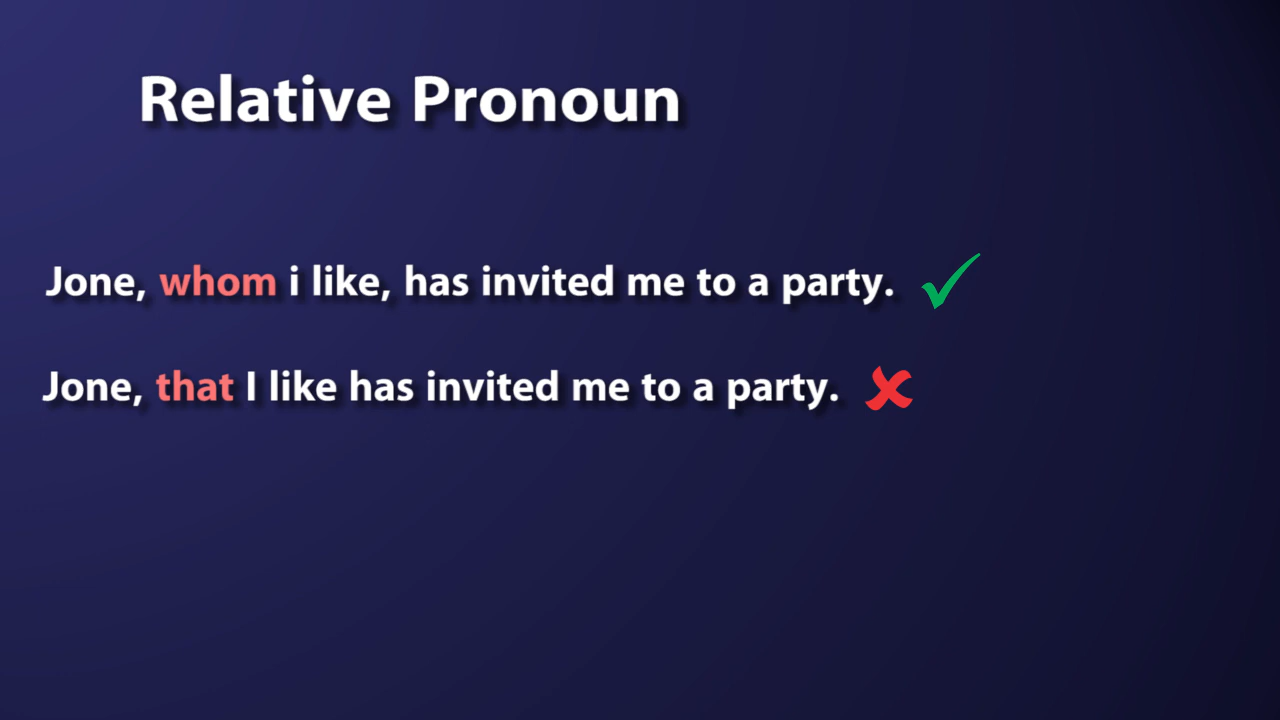 Relative Pronoun
Jone, whom i like, has invited me to a party.
Jone, that I like has invited me to a party.